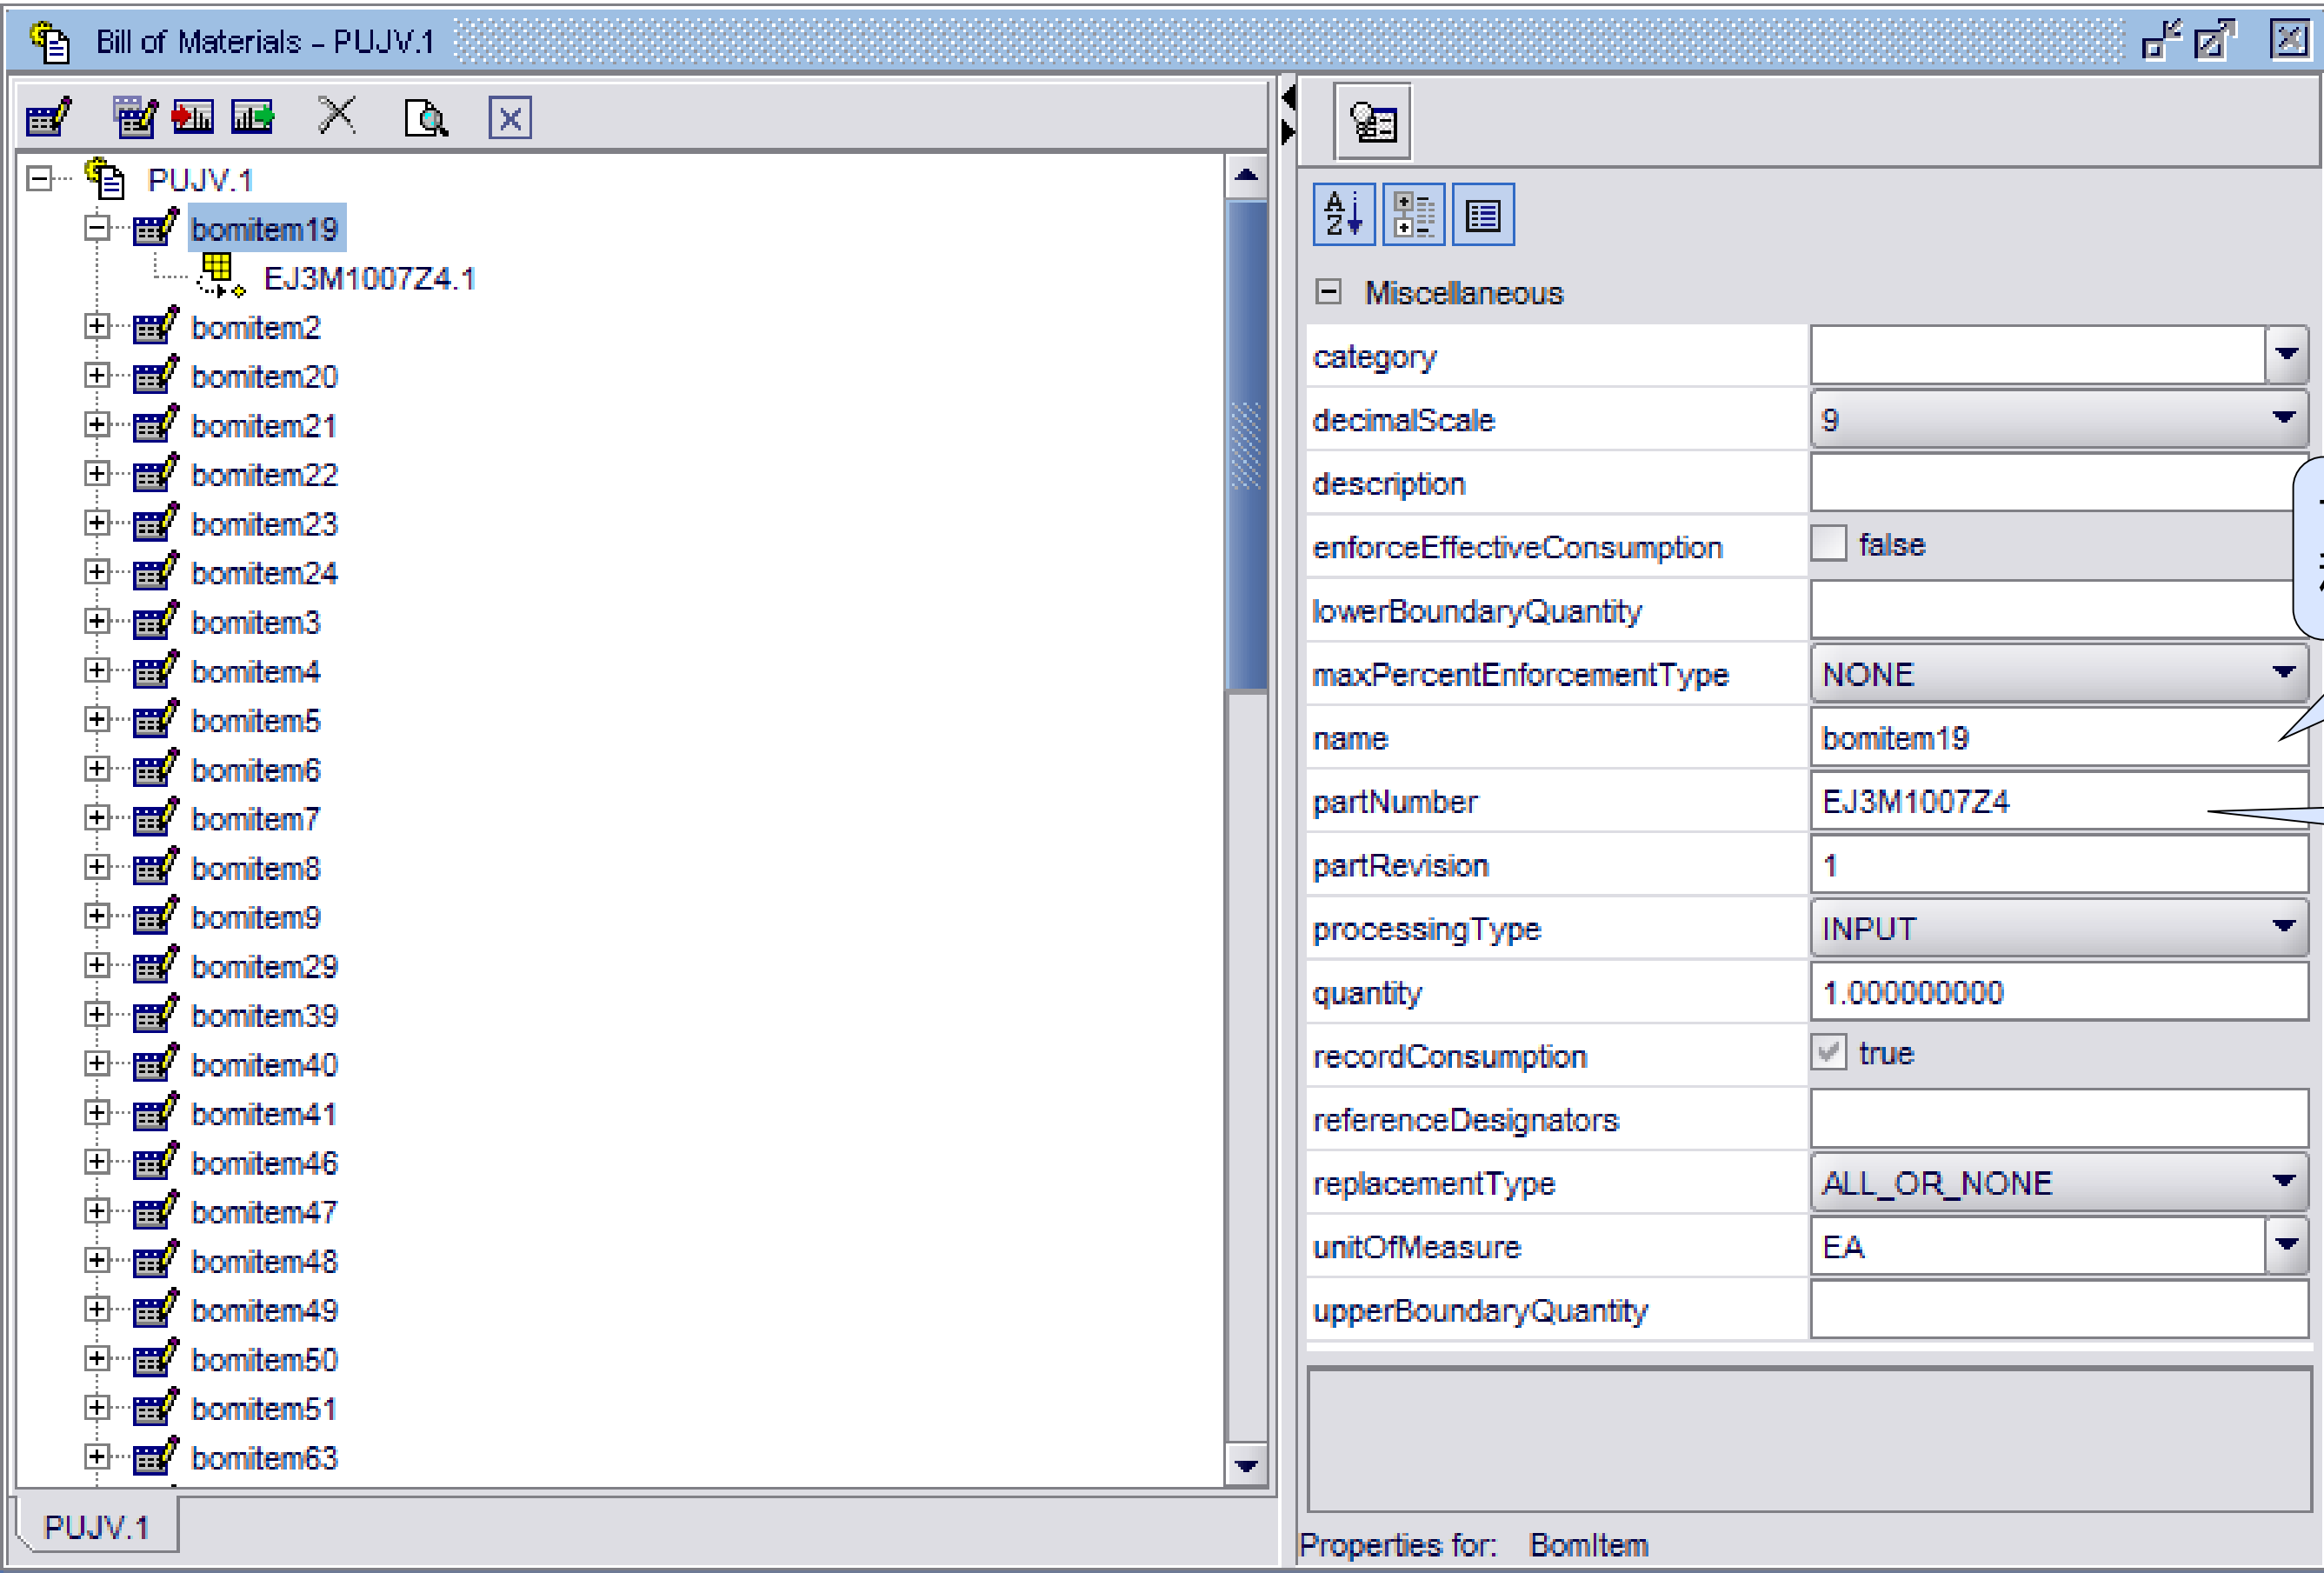 Bill of Materials - PUJV.1
PUJV.1
bomitem19
EJ3M1007Z4.1
bomitem2
bomitem20
bomitem21
bomitem22
bomitem23
bomitem24
bomitem3
bomitem4
bomitem5
bomitem6
bomitem7
bomitem8
bomitem9
bomitem29
bomitem39
bomitem40
bomitem41
bomitem46
bomitem47
bomitem48
bomitem49
bomitem50
bomitem51
bomitem63
PUJV.1
Miscellaneous
category
decimalScale 9
description
enforceEffectiveConsumption false
lowerBoundaryQuantity
maxPercentEnforcementType NONE
name bomitem19
partNumber EJ3M1007Z4
partRevision 1
processingType INPUT
quantity 1.000000000
recordConsumption true
referenceDesignators
replacementType ALL_OR_NONE
unitOfMeasure EA
upperBoundaryQuantity
Properties for: BomItem